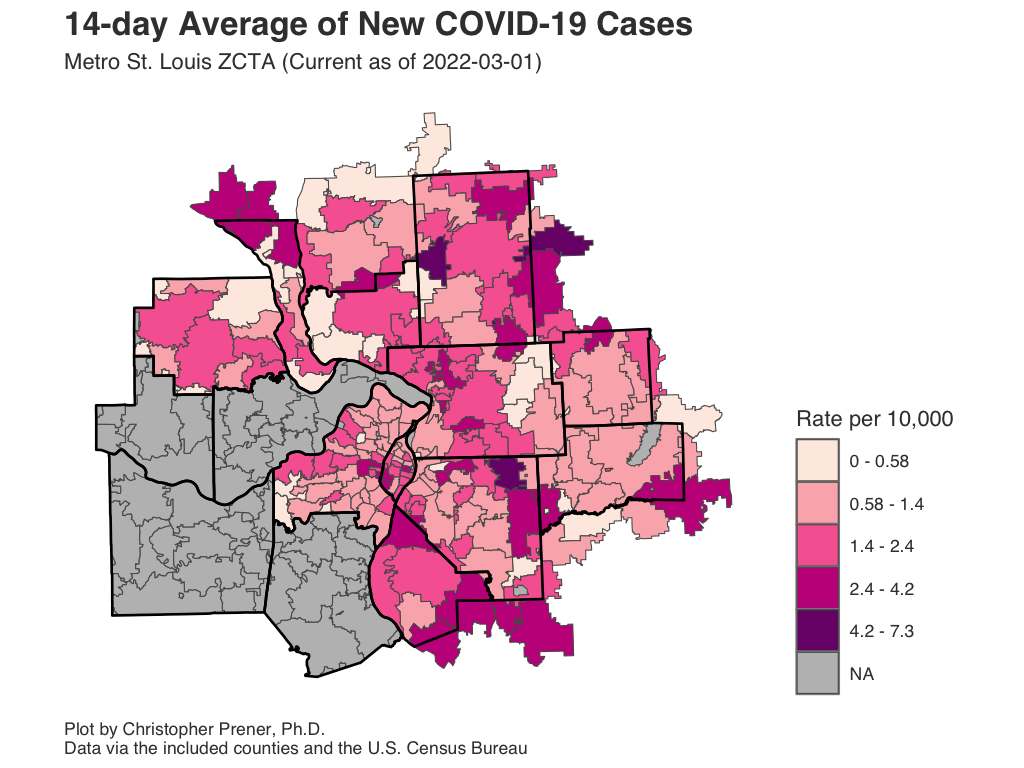 14-day Average of New COVID-19 Cases
Metro St. Louis ZCTA (Current as of 2022-03-01)
Rate per 10,000
0 - 0.58
0.58 - 1.4
1.4 - 2.4
2.4 - 4.2
4.2 - 7.3
NA
Plot by Christopher Prener, Ph.D.
Data via the included counties and the U.S. Census Bureau